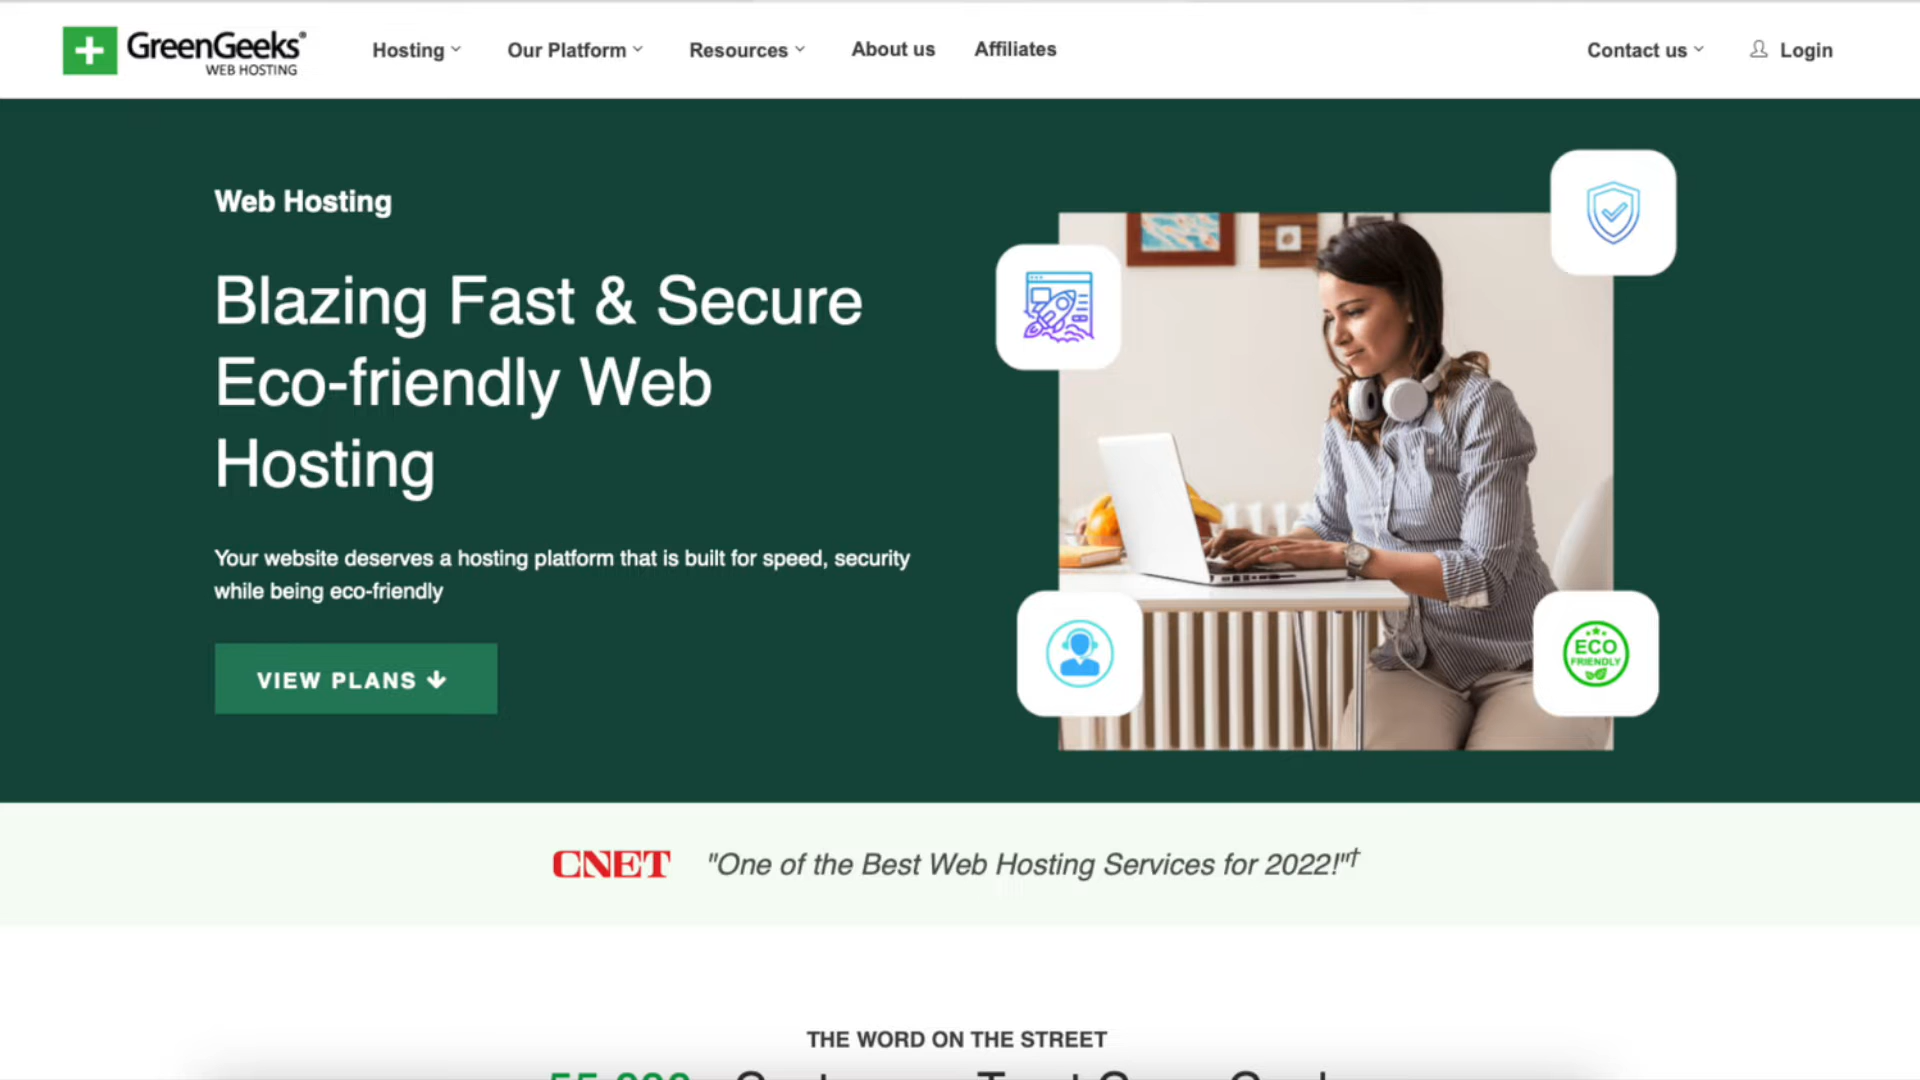 GreenGeeks®
WEB HOSTING
Hosting
Our Platform
Resources
About us
Affiliates
Contact us
Login
Web Hosting
Blazing Fast & Secure
Eco-friendly Web
Hosting
Your website deserves a hosting platform that is built for speed, security
while being eco-friendly
VIEW PLANS
ECO
FRIENDLY
CNET
"One of the Best Web Hosting Services for 2022!"†
THE WORD ON THE STREET